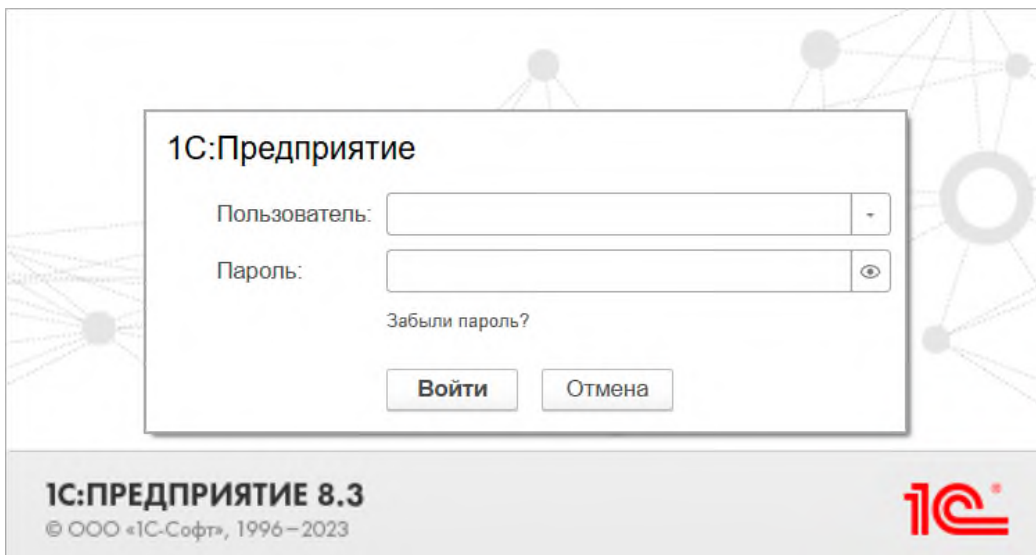 1С:Предприятие
Пользователь:
Пароль:
Забыли пароль?
Войти Отмена
1С:ПРЕДПРИЯТИЕ 8.3
© ООО «1С-Софт», 1996–2023
1С®